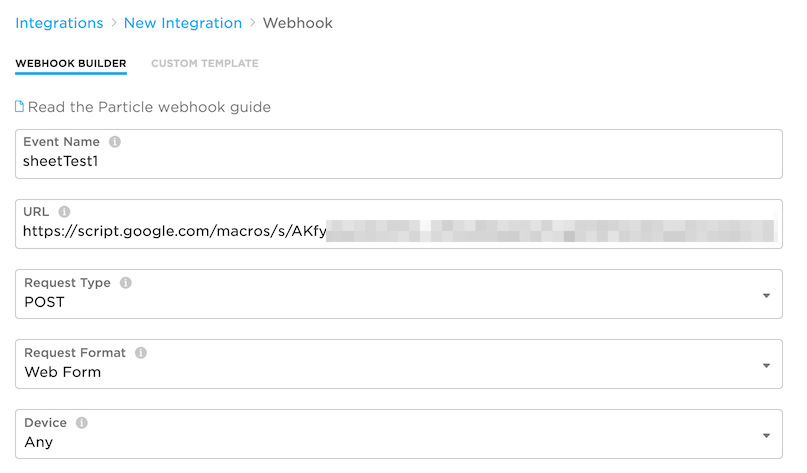 Integrations > New Integration > Webhook
WEBHOOK BUILDER CUSTOM TEMPLATE
Read the Particle webhook guide
Event Name
sheetTest1
URL
https://script.google.com/macros/s/AKfy
Request Type
POST
Request Format
Web Form
Device
Any